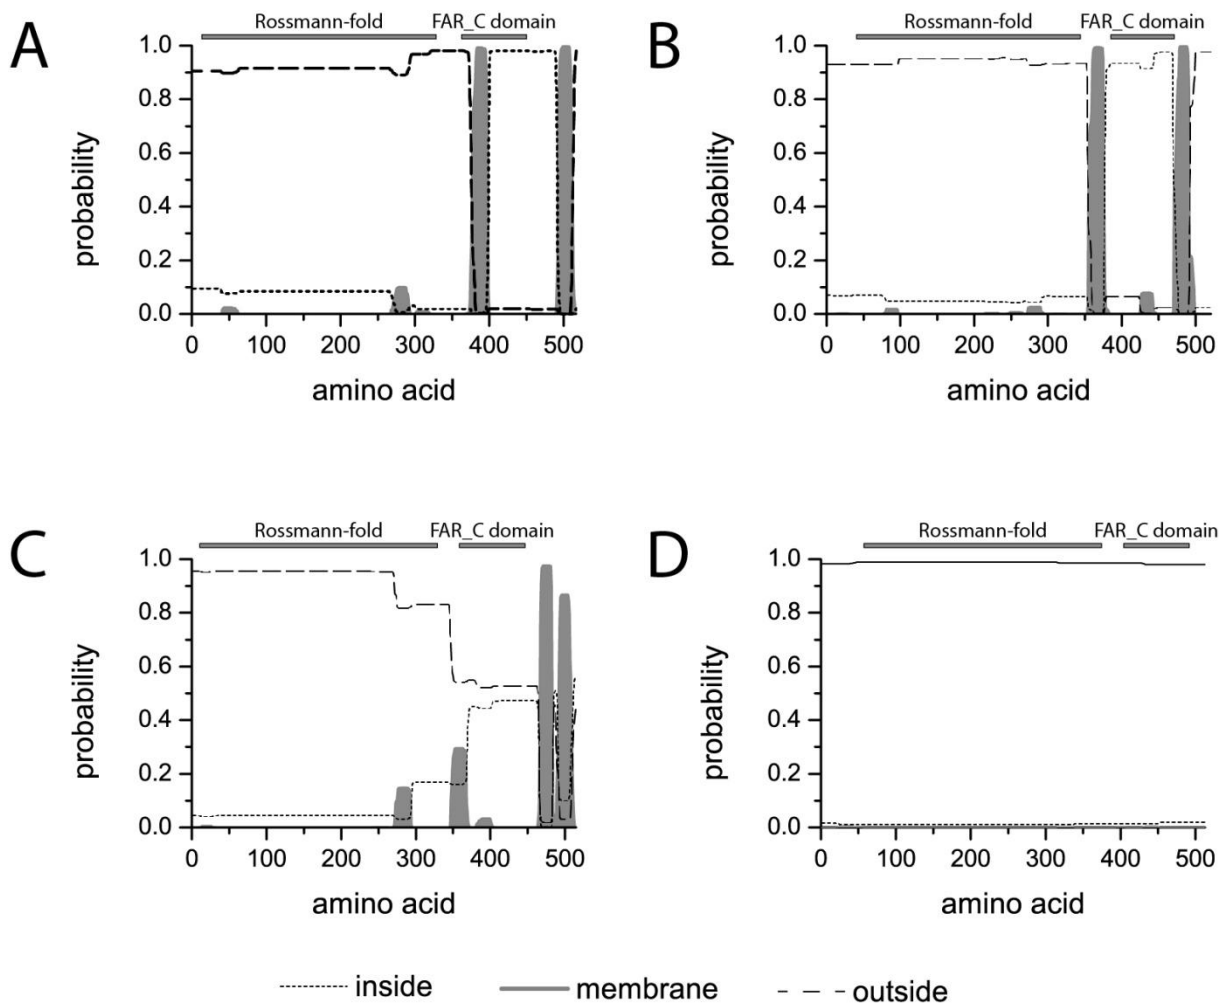 A
Rossmann-fold FAR_C domain
1.0
0.8
0.6
0.4
0.2
0.0
probability
0 100 200 300 400 500
amino acid
B
Rossmann-fold FAR_C domain
1.0
0.8
0.6
0.4
0.2
0.0
probability
0 100 200 300 400 500
amino acid
C
Rossmann-fold FAR_C domain
1.0
0.8
0.6
0.4
0.2
0.0
probability
0 100 200 300 400 500
amino acid
D
Rossmann-fold FAR_C domain
1.0
0.8
0.6
0.4
0.2
0.0
probability
0 100 200 300 400 500
amino acid
inside membrane outside